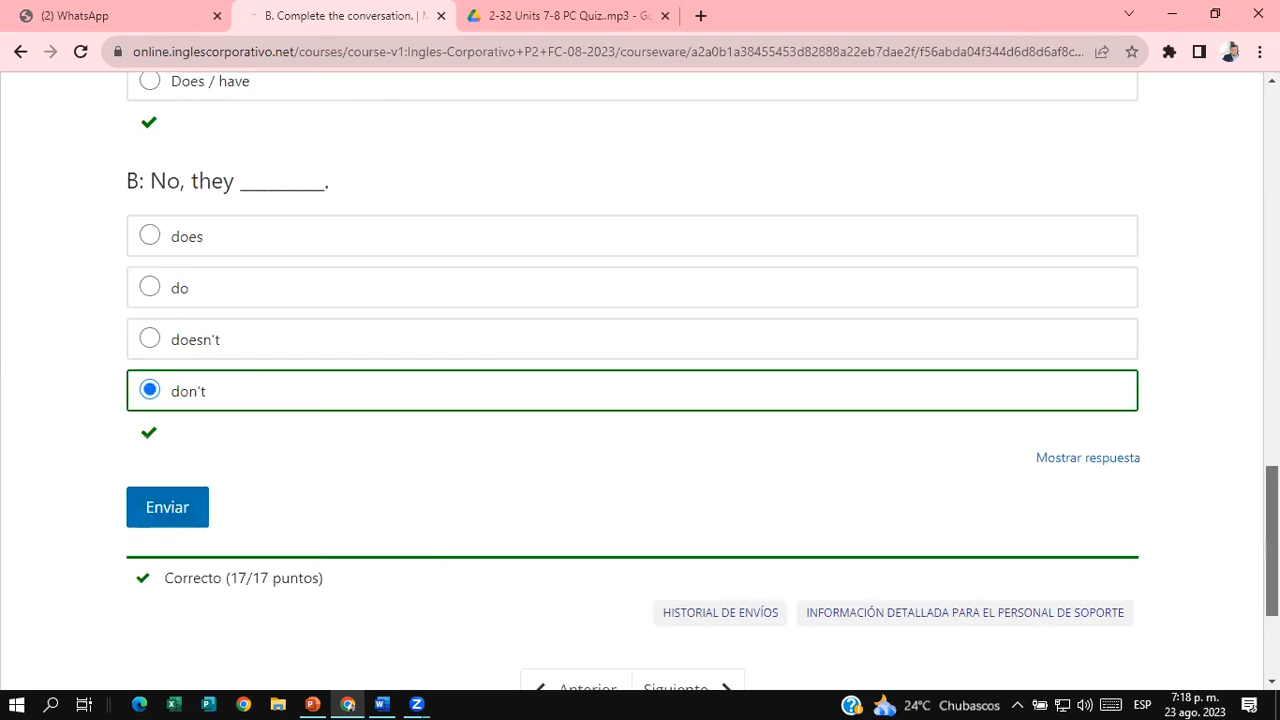 (2) WhatsApp
B. Complete the conversation. | M
2-32 Units 7-8 PC Quiz..mp3 - Go
online.inglescorporativo.net/courses/course-v1:Ingles-Corporativo+P2+FC-08-2023/courseware/a2a0b1a38455453d82888a22eb7dae2f/f56abda04f344d6d8d6af8c...
Does / have
B: No, they _________.
does
do
doesn't
don't
Mostrar respuesta
Enviar
Correcto (17/17 puntos)
HISTORIAL DE ENVÍOS
INFORMACIÓN DETALLADA PARA EL PERSONAL DE SOPORTE
Anterior
Siguiente
24°C Chubascos
ESP
7:18 p. m.
23 ago. 2023